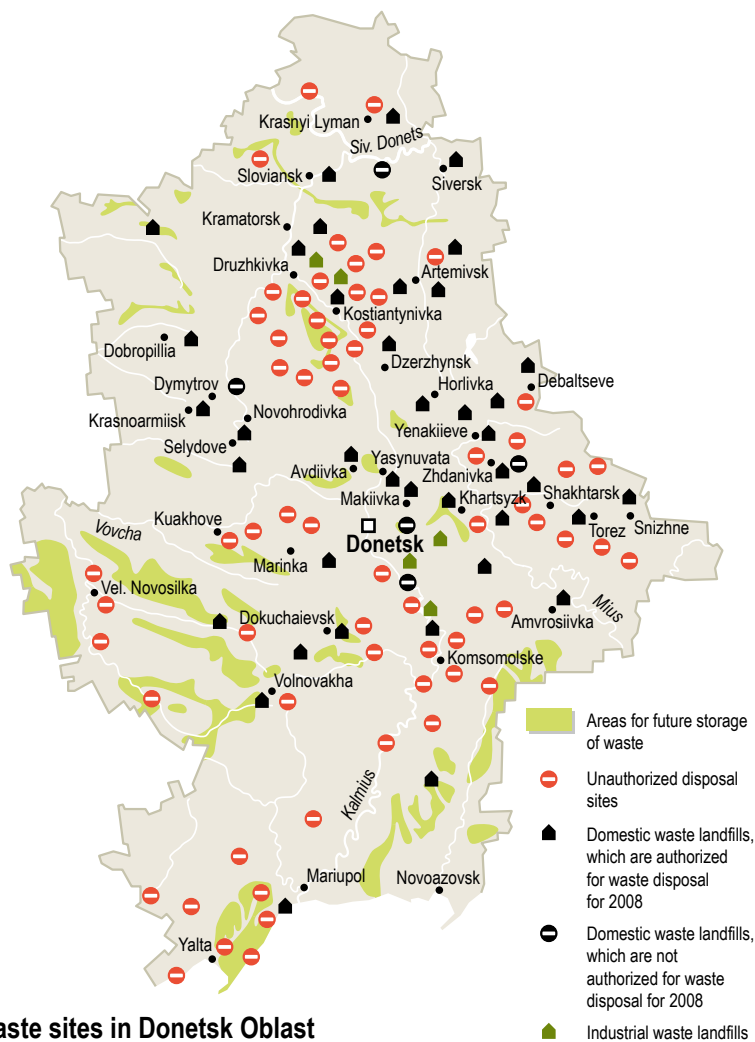 Krasnyi Lyman
Siv. Donets
Sloviansk
Siversk
Kramatorsk
Druzhkivka
Artemivsk
Kostiantynivka
Dobropillia
Dzerzhynsk
Dymytrov
Horlivka
Debaltseve
Krasnoarmiisk
Novohrodivka
Yenakiieve
Selydove
Avdiivka
Yasynuvata
Zhdanivka
Makiivka
Khartsyzk
Shakhtarsk
Vovcha
Kuakhove
Donetsk
Torez
Snizhne
Marinka
Vel. Novosilka
Mius
Dokuchaievsk
Amvrosiivka
Komsomolske
Volnovakha
Kalmius
Mariupol
Novoazovsk
Yalta
Areas for future storage
of waste
Unauthorized disposal
sites
Domestic waste landfills,
which are authorized
for waste disposal
for 2008
Domestic waste landfills,
which are not
authorized for waste
disposal for 2008
Industrial waste landfills
aste sites in Donetsk Oblast